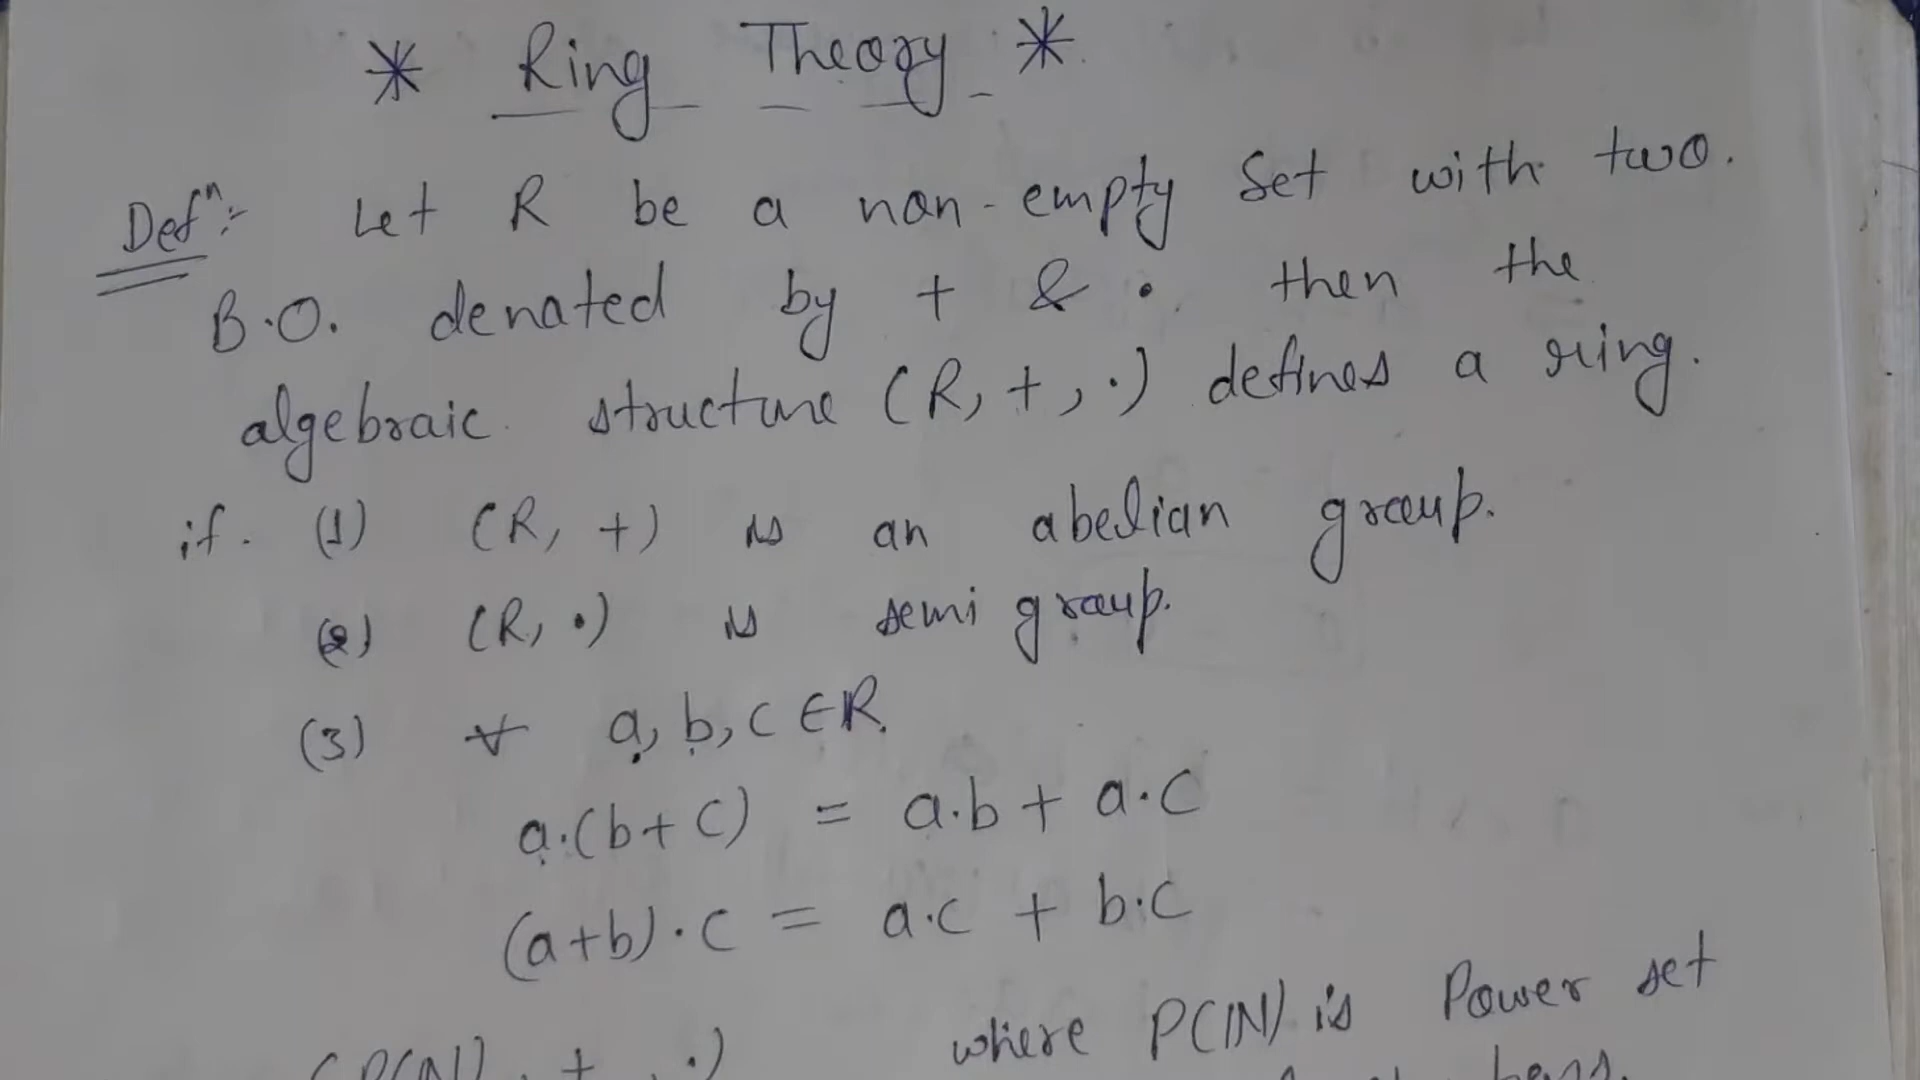 * Ring Theory *
Defⁿ:- Let R be a non-empty set with two.
B.O. denoted by + & • then the
algebraic structure (R, +, ·) defines a ring.
if. (1) (R, +) is an abelian group.
(2) (R, •) is semi group.
(3) ∀ a, b, c ∈ R.
a·(b+c) = a·b + a·c
(a+b)·c = a·c + b·c
(P(N), +, ·) where P(N) is Power set